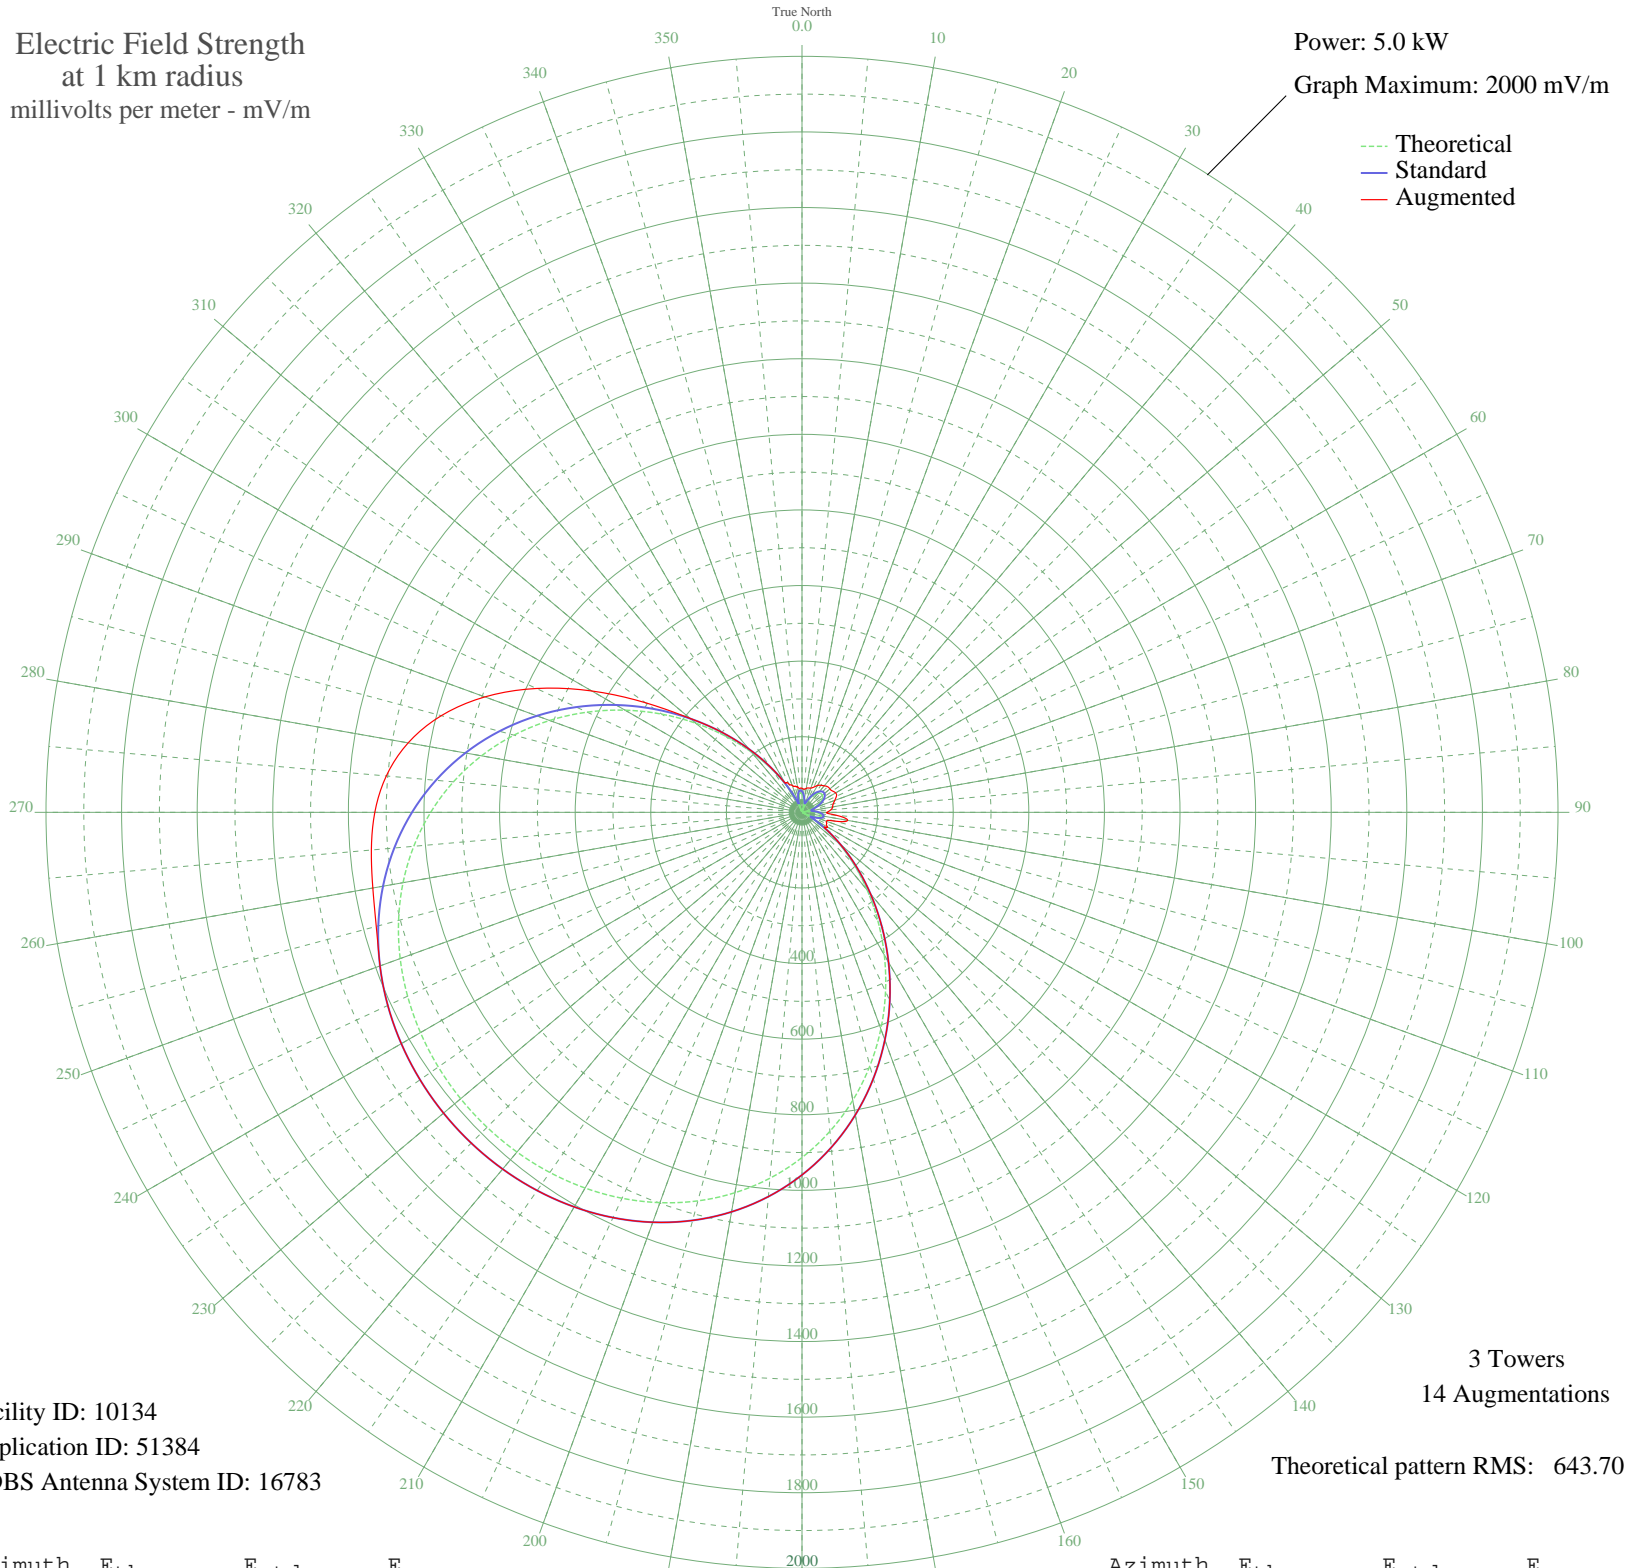 True North
0.0
Electric Field Strength
at 1 km radius
millivolts per meter - mV/m
Power: 5.0 kW
Graph Maximum: 2000 mV/m
Theoretical
Standard
Augmented
10
20
30
40
50
60
70
80
90
100
110
120
130
140
150
160
200
210
220
230
240
250
260
270
280
290
300
310
320
330
340
350
400
600
800
1000
1200
1400
1600
1800
2000
3 Towers
14 Augmentations
Theoretical pattern RMS: 643.70
cility ID: 10134
plication ID: 51384
DBS Antenna System ID: 16783
imuth E E E
Azimuth E E E